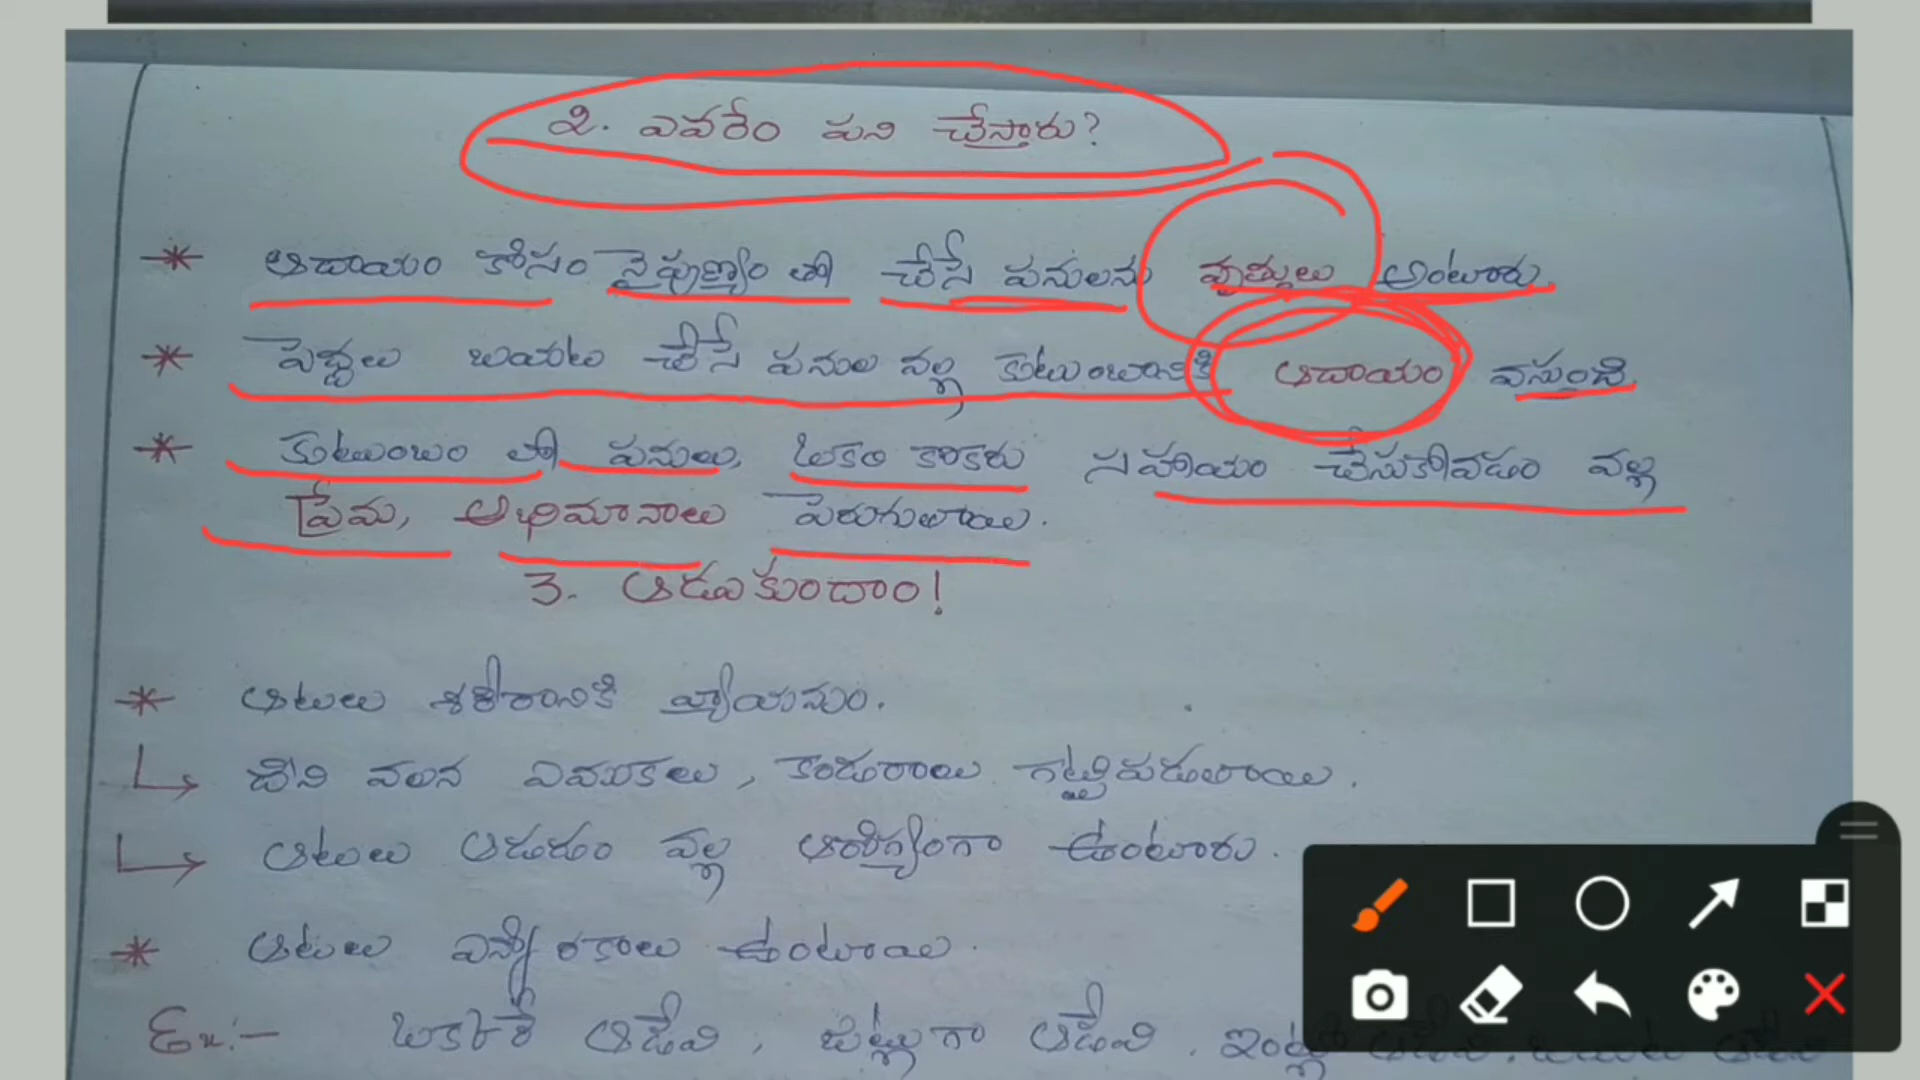 2. ఎవరేం పని చేస్తారు?
* ఆదాయం కోసం నైపుణ్యం తో చేసే పనులను వృత్తులు అంటారు.
* పెద్దలు బయట చేసే పనుల వల్ల కుటుంబానికి ఆదాయం వస్తుంది.
* కుటుంబం తో పనులు, ఒకరి కొకరు సహాయం చేసుకోవడం వల్ల
ప్రేమ, అభిమానాలు పెరుగుతాయి.
3. ఆడుకుందాం!
* ఆటలు శరీరానికి వ్యాయామం.
దీని వలన ఎముకలు, కండరాలు గట్టిపడుతాయి.
ఆటలు ఆడడం వల్ల ఆరోగ్యంగా ఉంటారు.
* ఆటలు ఎన్నో రకాలు ఉంటాయి.
Ex:- ఒకరే ఆడేవి, జట్లుగా ఆడేవి, ఇంట్లో